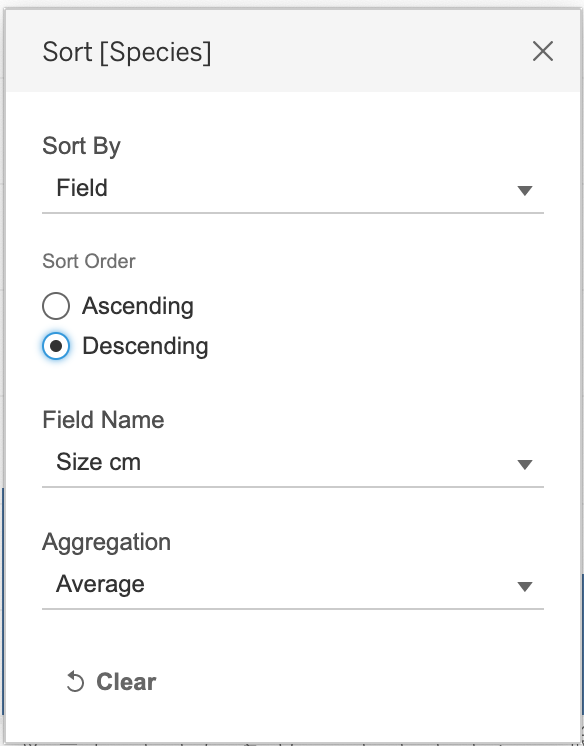 Sort [Species]
Sort By
Field
Sort Order
Ascending
Descending
Field Name
Size cm
Aggregation
Average
Clear